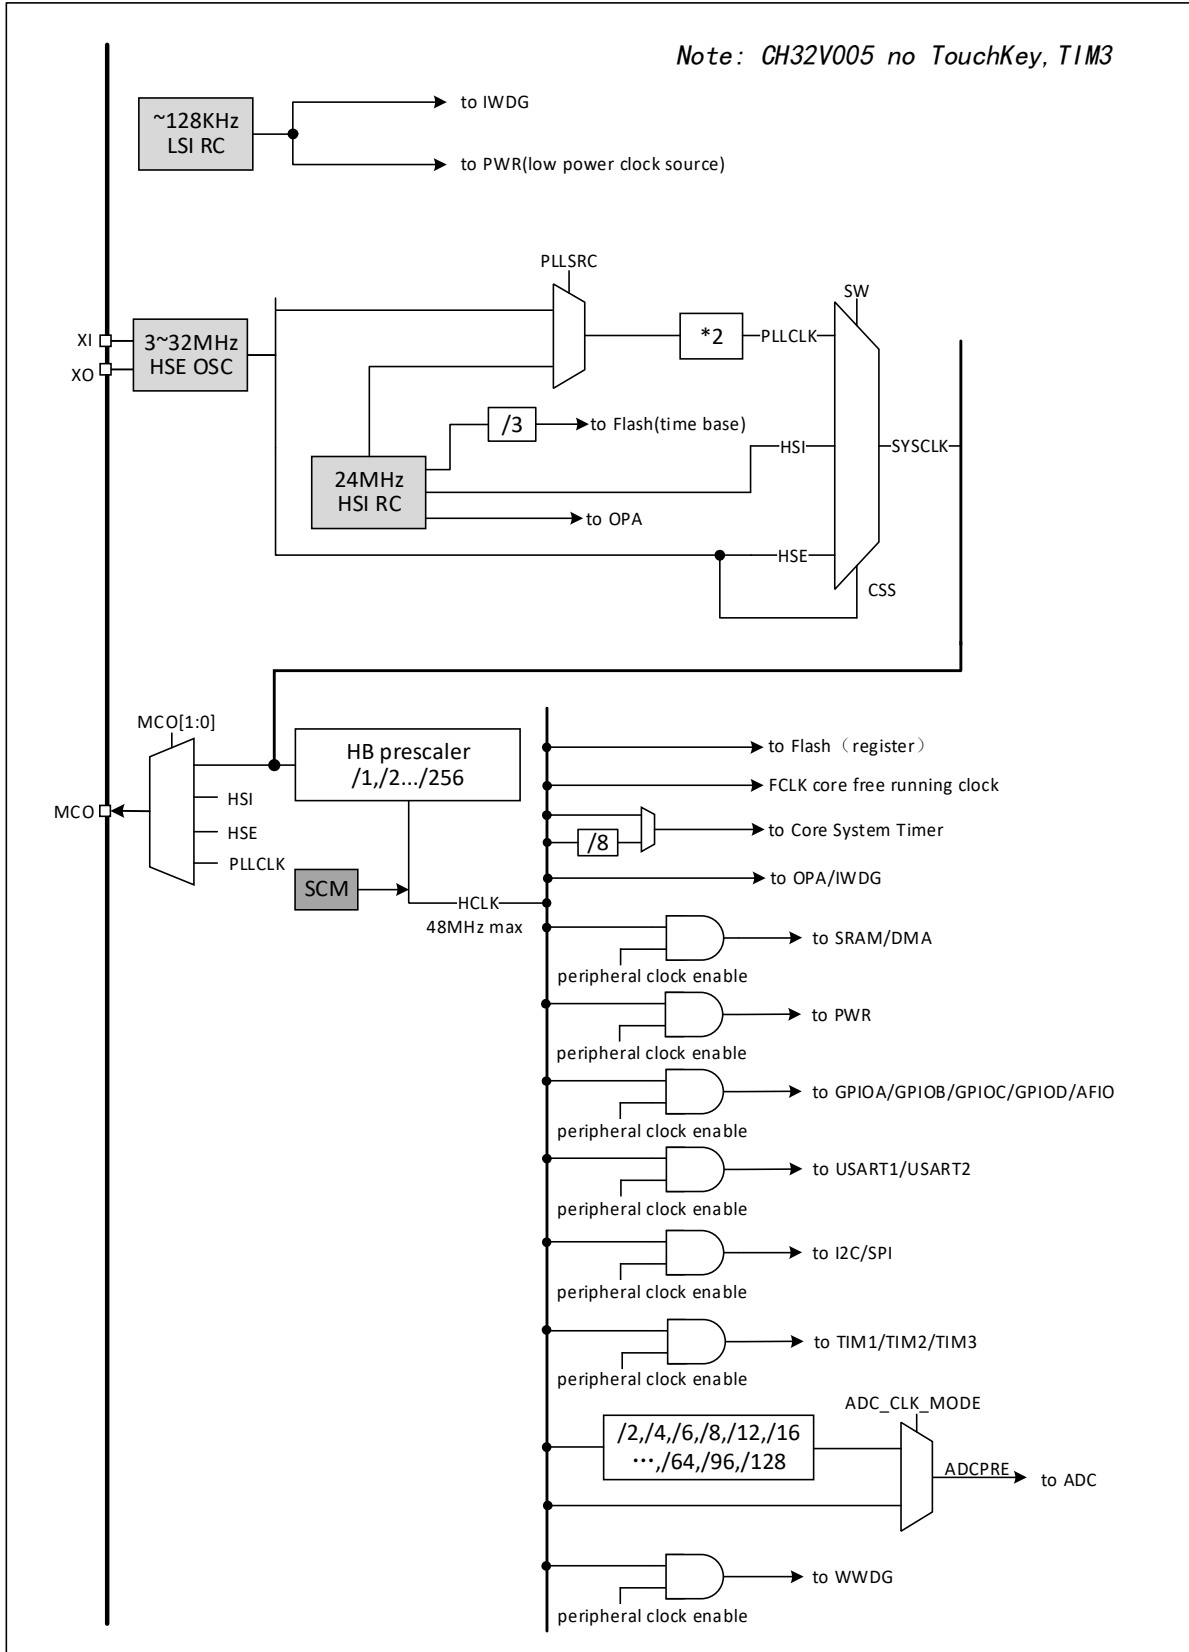 Note: CH32V005 no TouchKey, TIM3
~128KHz
LSI RC
to IWDG
to PWR(low power clock source)
PLLSRC
SW
XI
XO
3~32MHz
HSE OSC
*2
PLLCLK
/3
to Flash(time base)
24MHz
HSI RC
HSI
SYSCLK
to OPA
HSE
CSS
MCO[1:0]
HB prescaler
/1,/2.../256
HSI
HSE
PLLCLK
MCO
SCM
HCLK
48MHz max
to Flash（register）
FCLK core free running clock
/8
to Core System Timer
to OPA/IWDG
to SRAM/DMA
peripheral clock enable
to PWR
peripheral clock enable
to GPIOA/GPIOB/GPIOC/GPIOD/AFIO
peripheral clock enable
to USART1/USART2
peripheral clock enable
to I2C/SPI
peripheral clock enable
to TIM1/TIM2/TIM3
peripheral clock enable
ADC_CLK_MODE
/2,/4,/6,/8,/12,/16
…,/64,/96,/128
ADCPRE
to ADC
to WWDG
peripheral clock enable